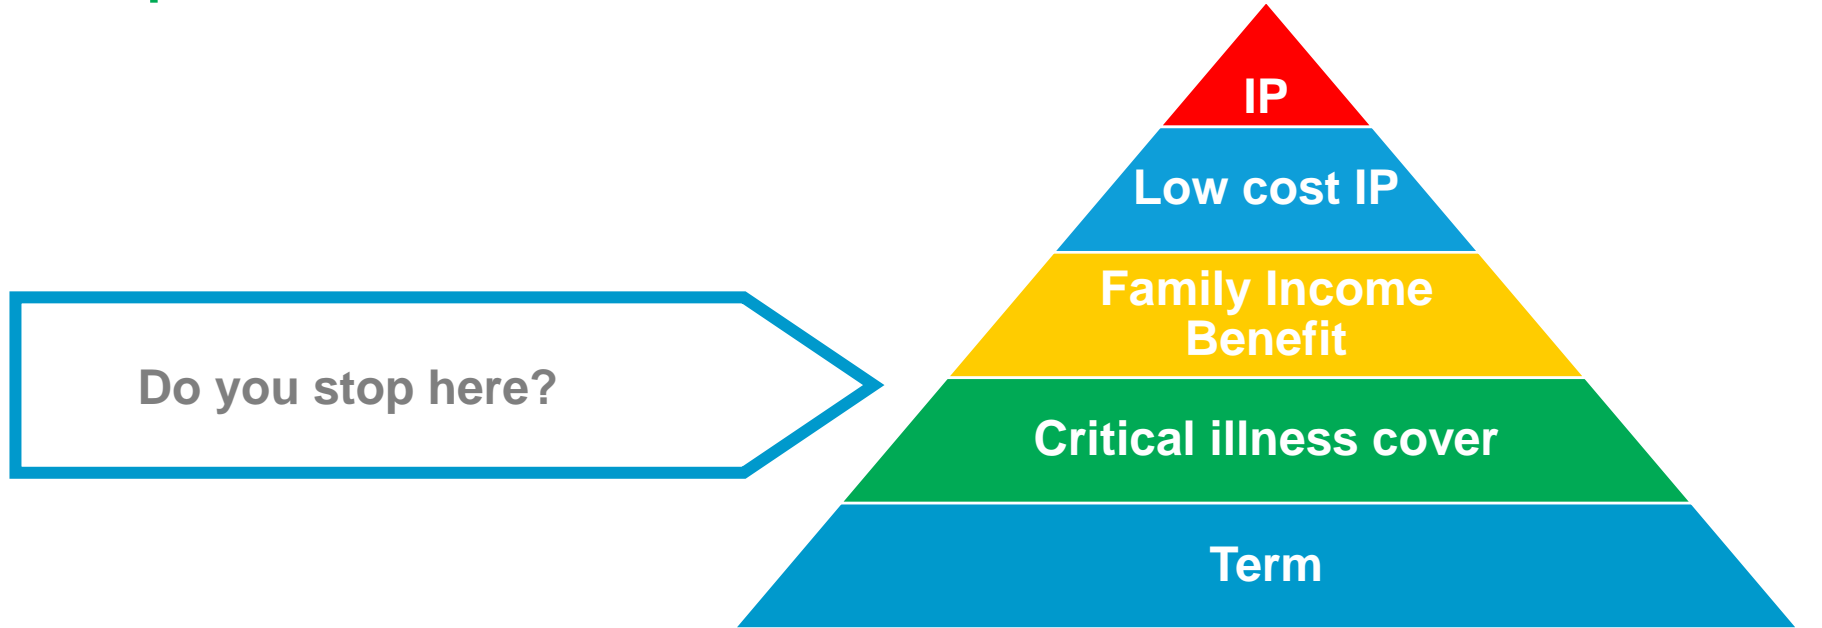 IP
Low cost IP
Family Income
Benefit
Do you stop here?
Critical illness cover
Term